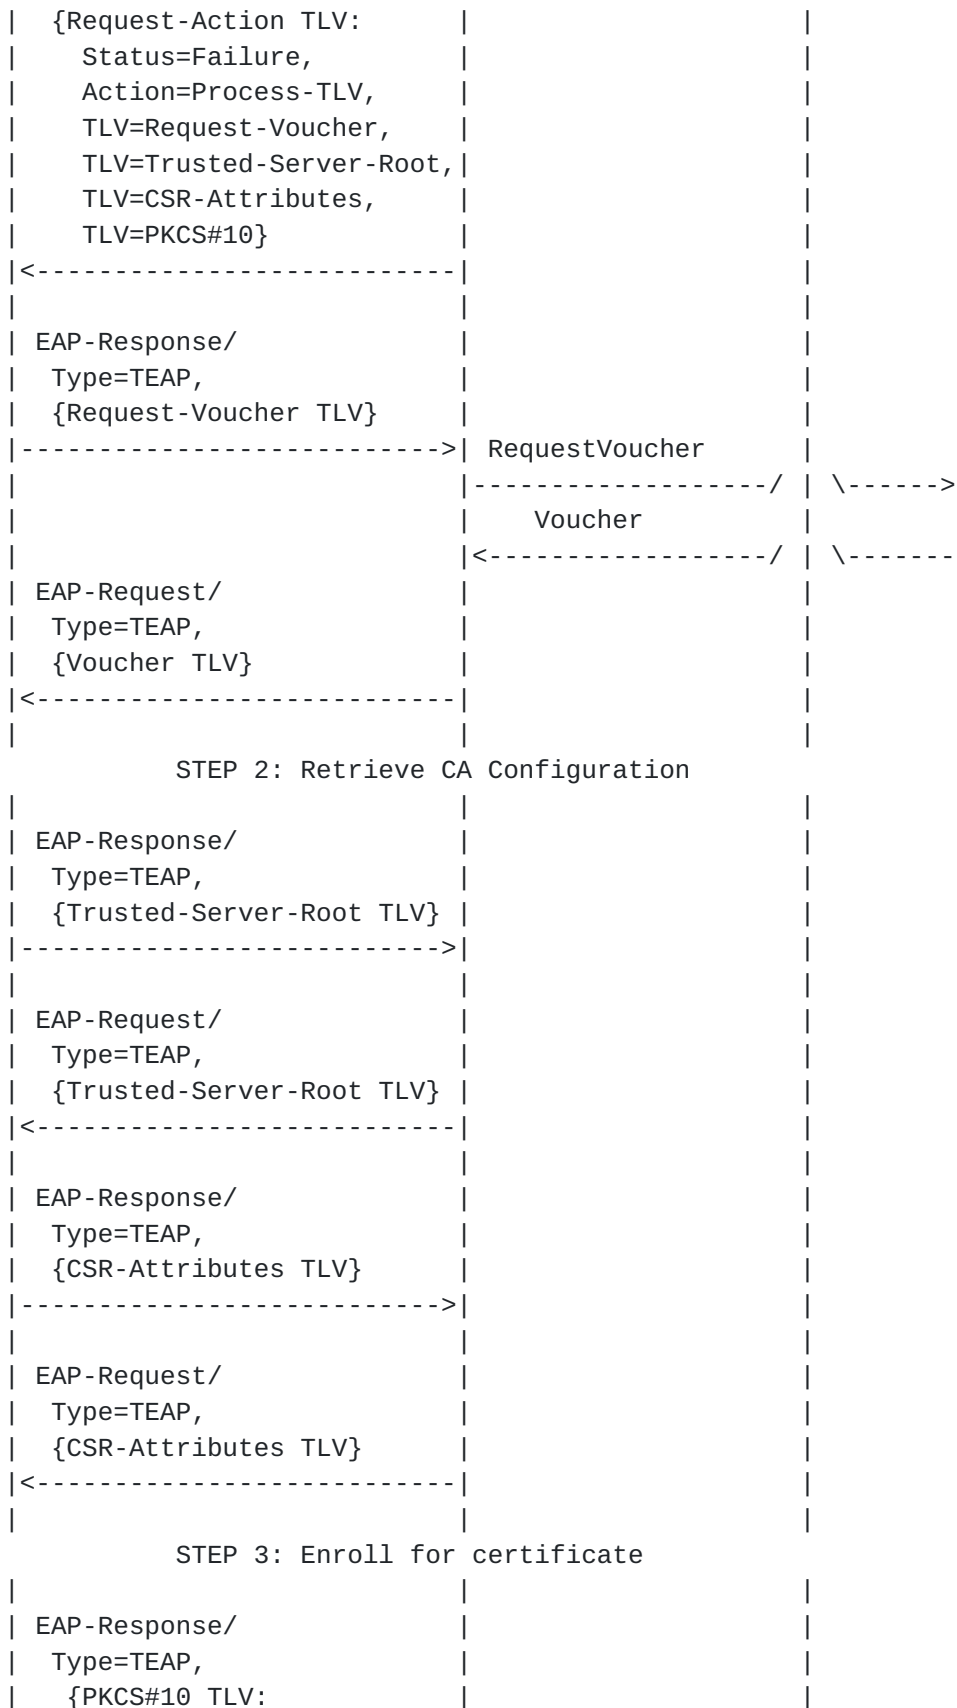 |  {Request-Action TLV:      |                     |
|    Status=Failure,         |                     |
|    Action=Process-TLV,     |                     |
|    TLV=Request-Voucher,    |                     |
|    TLV=Trusted-Server-Root,|                     |
|    TLV=CSR-Attributes,     |                     |
|    TLV=PKCS#10}            |                     |
|<---------------------------|                     |
|                            |                     |
| EAP-Response/              |                     |
|  Type=TEAP,                |                     |
|  {Request-Voucher TLV}     |                     |
|--------------------------->| RequestVoucher      |
|                            |-------------------/ | \------>
|                            |    Voucher          |
|                            |<------------------/ | \-------
| EAP-Request/               |                     |
|  Type=TEAP,                |                     |
|  {Voucher TLV}             |                     |
|<---------------------------|                     |
|                            |                     |
          STEP 2: Retrieve CA Configuration
|                            |                     |
| EAP-Response/              |                     |
|  Type=TEAP,                |                     |
|  {Trusted-Server-Root TLV} |                     |
|--------------------------->|                     |
|                            |                     |
| EAP-Request/               |                     |
|  Type=TEAP,                |                     |
|  {Trusted-Server-Root TLV} |                     |
|<---------------------------|                     |
|                            |                     |
| EAP-Response/              |                     |
|  Type=TEAP,                |                     |
|  {CSR-Attributes TLV}      |                     |
|--------------------------->|                     |
|                            |                     |
| EAP-Request/               |                     |
|  Type=TEAP,                |                     |
|  {CSR-Attributes TLV}      |                     |
|<---------------------------|                     |
|                            |                     |
          STEP 3: Enroll for certificate
|                            |                     |
| EAP-Response/              |                     |
|  Type=TEAP,                |                     |
|   {PKCS#10 TLV:            |                     |